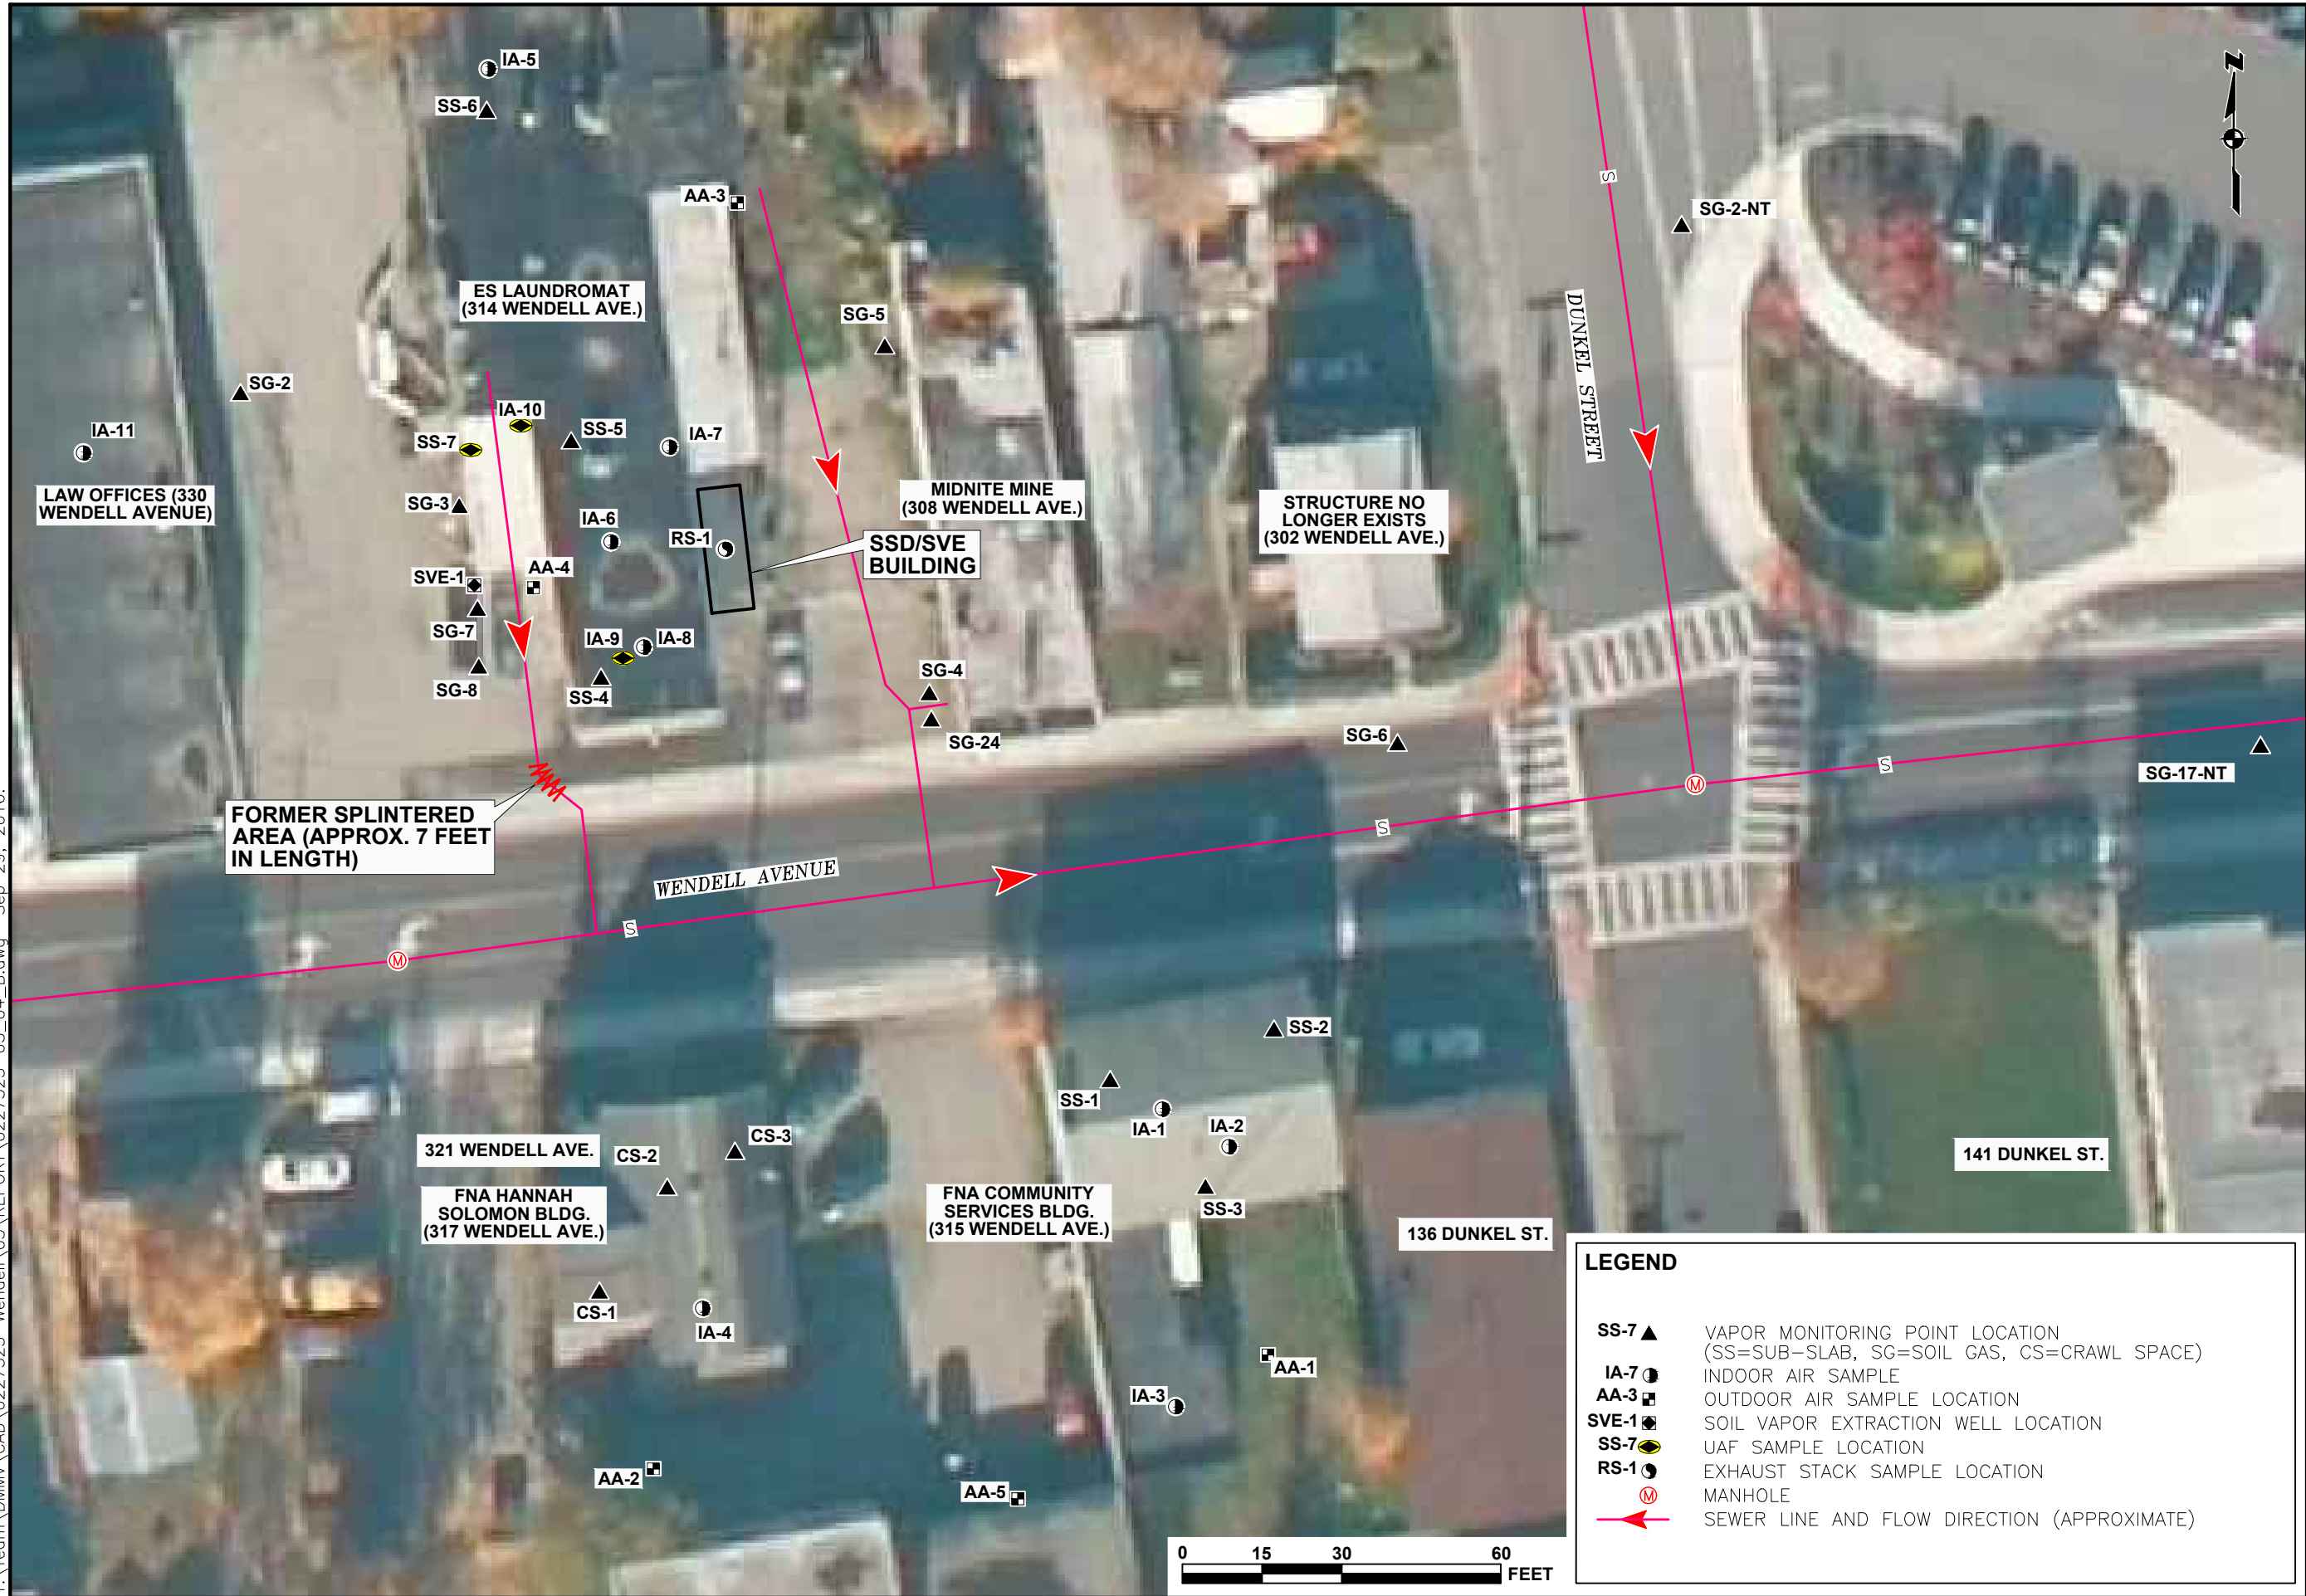 N
IA-5
SS-6
AA-3
SG-2-NT
ES LAUNDROMAT
(314 WENDELL AVE.)
SG-5
DUNKEL STREET
SG-2
IA-11
IA-10
SS-7
SS-5
IA-7
LAW OFFICES (330
WENDELL AVENUE)
SG-3
IA-6
RS-1
SSD/SVE
BUILDING
MIDNITE MINE
(308 WENDELL AVE.)
STRUCTURE NO
LONGER EXISTS
(302 WENDELL AVE.)
SVE-1
AA-4
SG-7
SG-8
IA-9
IA-8
SS-4
SG-4
SG-24
SG-6
SG-17-NT
S
M
S
S
FORMER SPLINTERED
AREA (APPROX. 7 FEET
IN LENGTH)
WENDELL AVENUE
S
M
SS-2
SS-1
IA-1
IA-2
SS-3
321 WENDELL AVE.
CS-2
CS-3
FNA HANNAH
SOLOMON BLDG.
(317 WENDELL AVE.)
FNA COMMUNITY
SERVICES BLDG.
(315 WENDELL AVE.)
136 DUNKEL ST.
141 DUNKEL ST.
CS-1
IA-4
AA-1
IA-3
AA-2
AA-5
0 15 30 60
FEET
LEGEND
SS-7 VAPOR MONITORING POINT LOCATION
(SS=SUB-SLAB, SG=SOIL GAS, CS=CRAWL SPACE)
IA-7 INDOOR AIR SAMPLE
AA-3 OUTDOOR AIR SAMPLE LOCATION
SVE-1 SOIL VAPOR EXTRACTION WELL LOCATION
SS-7 UAF SAMPLE LOCATION
RS-1 EXHAUST STACK SAMPLE LOCATION
M MANHOLE
SEWER LINE AND FLOW DIRECTION (APPROXIMATE)